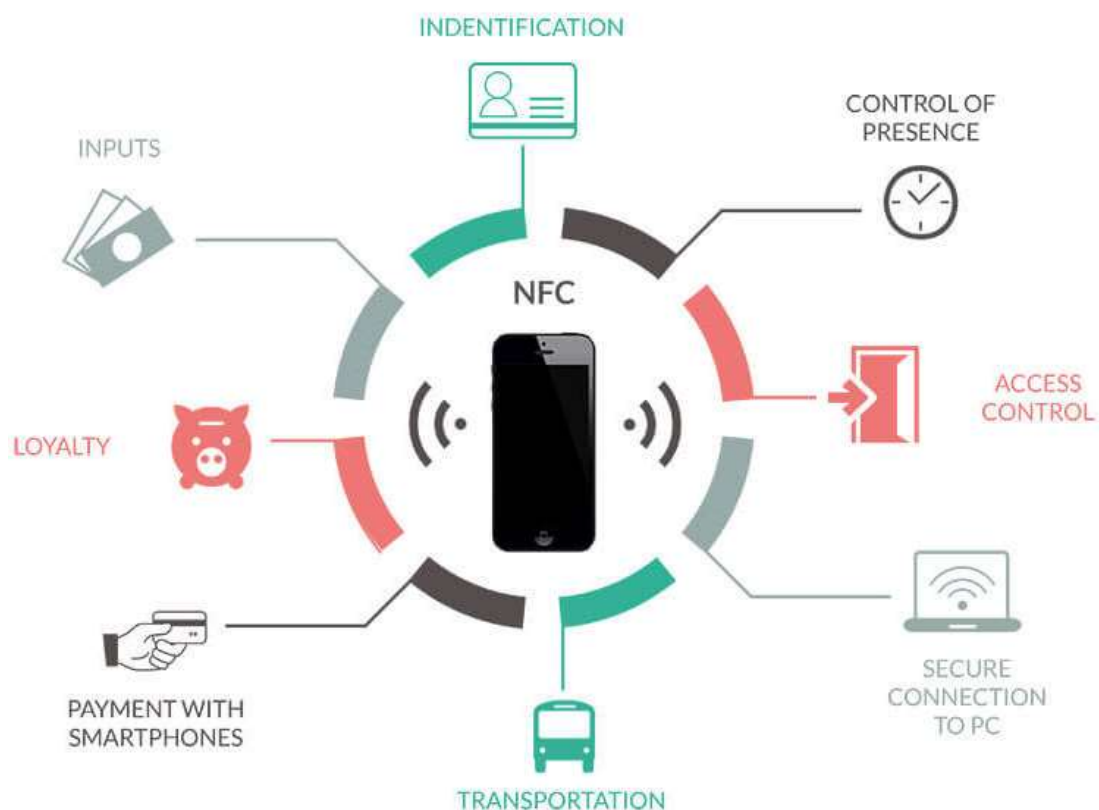 INDENTIFICATION
CONTROL OF
PRESENCE
INPUTS
NFC
ACCESS
CONTROL
LOYALTY
SECURE
CONNECTION
TO PC
PAYMENT WITH
SMARTPHONES
TRANSPORTATION